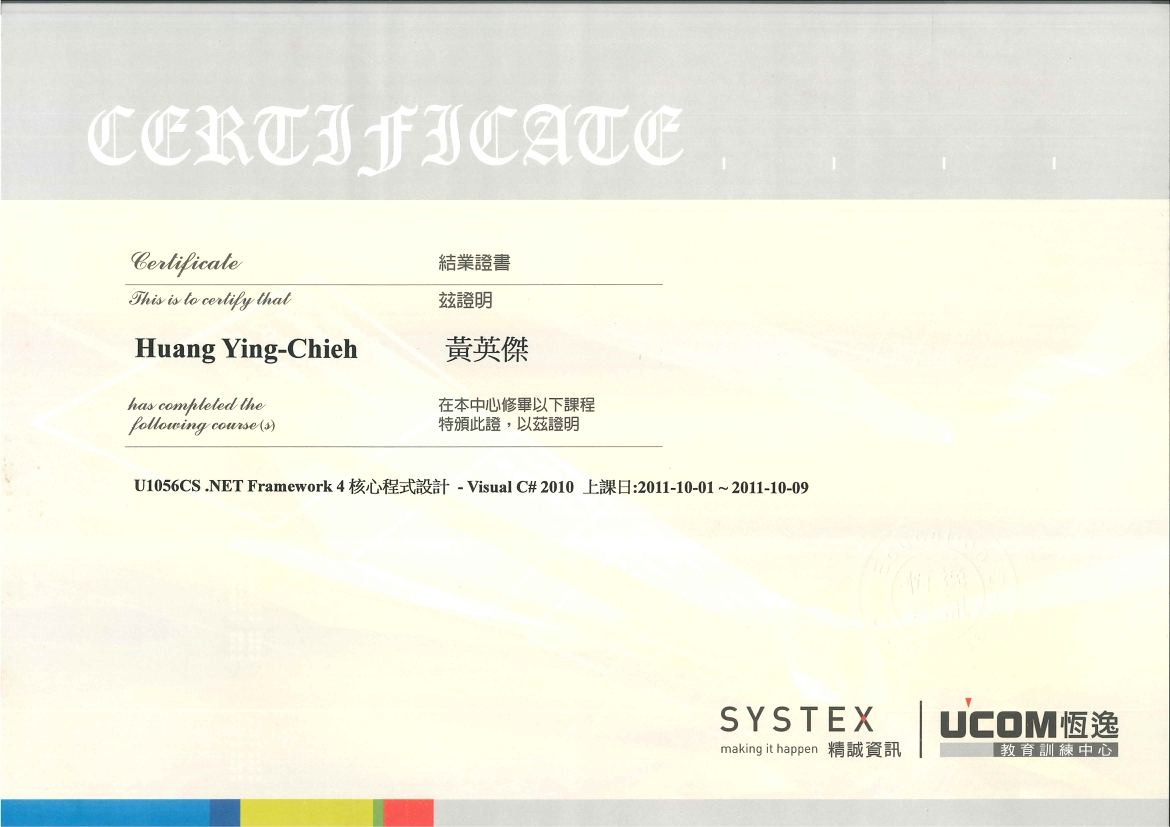 CERTIFICATE
Certificate 結業證書
This is to certify that 茲證明
Huang Ying-Chieh 黃英傑
has completed the 在本中心修畢以下課程
following course(s) 特頒此證，以茲證明
U1056CS .NET Framework 4 核心程式設計 - Visual C# 2010 上課日:2011-10-01 ~ 2011-10-09
SYSTEX
making it happen 精誠資訊
UCOM恆逸
教育訓練中心